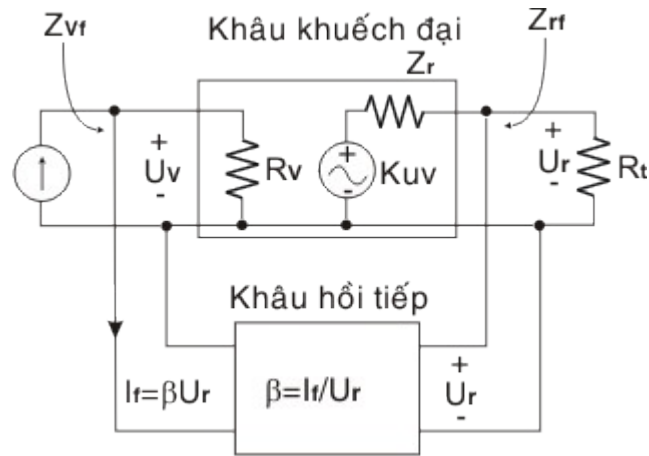 Zvf
Khâu khuếch đại
Zrf
Zr
+
Uv
-
Rv
+
-
Kuv
+
Ur
-
Rt
Khâu hồi tiếp
If=βUr
β=If/Ur
+
Ur
-